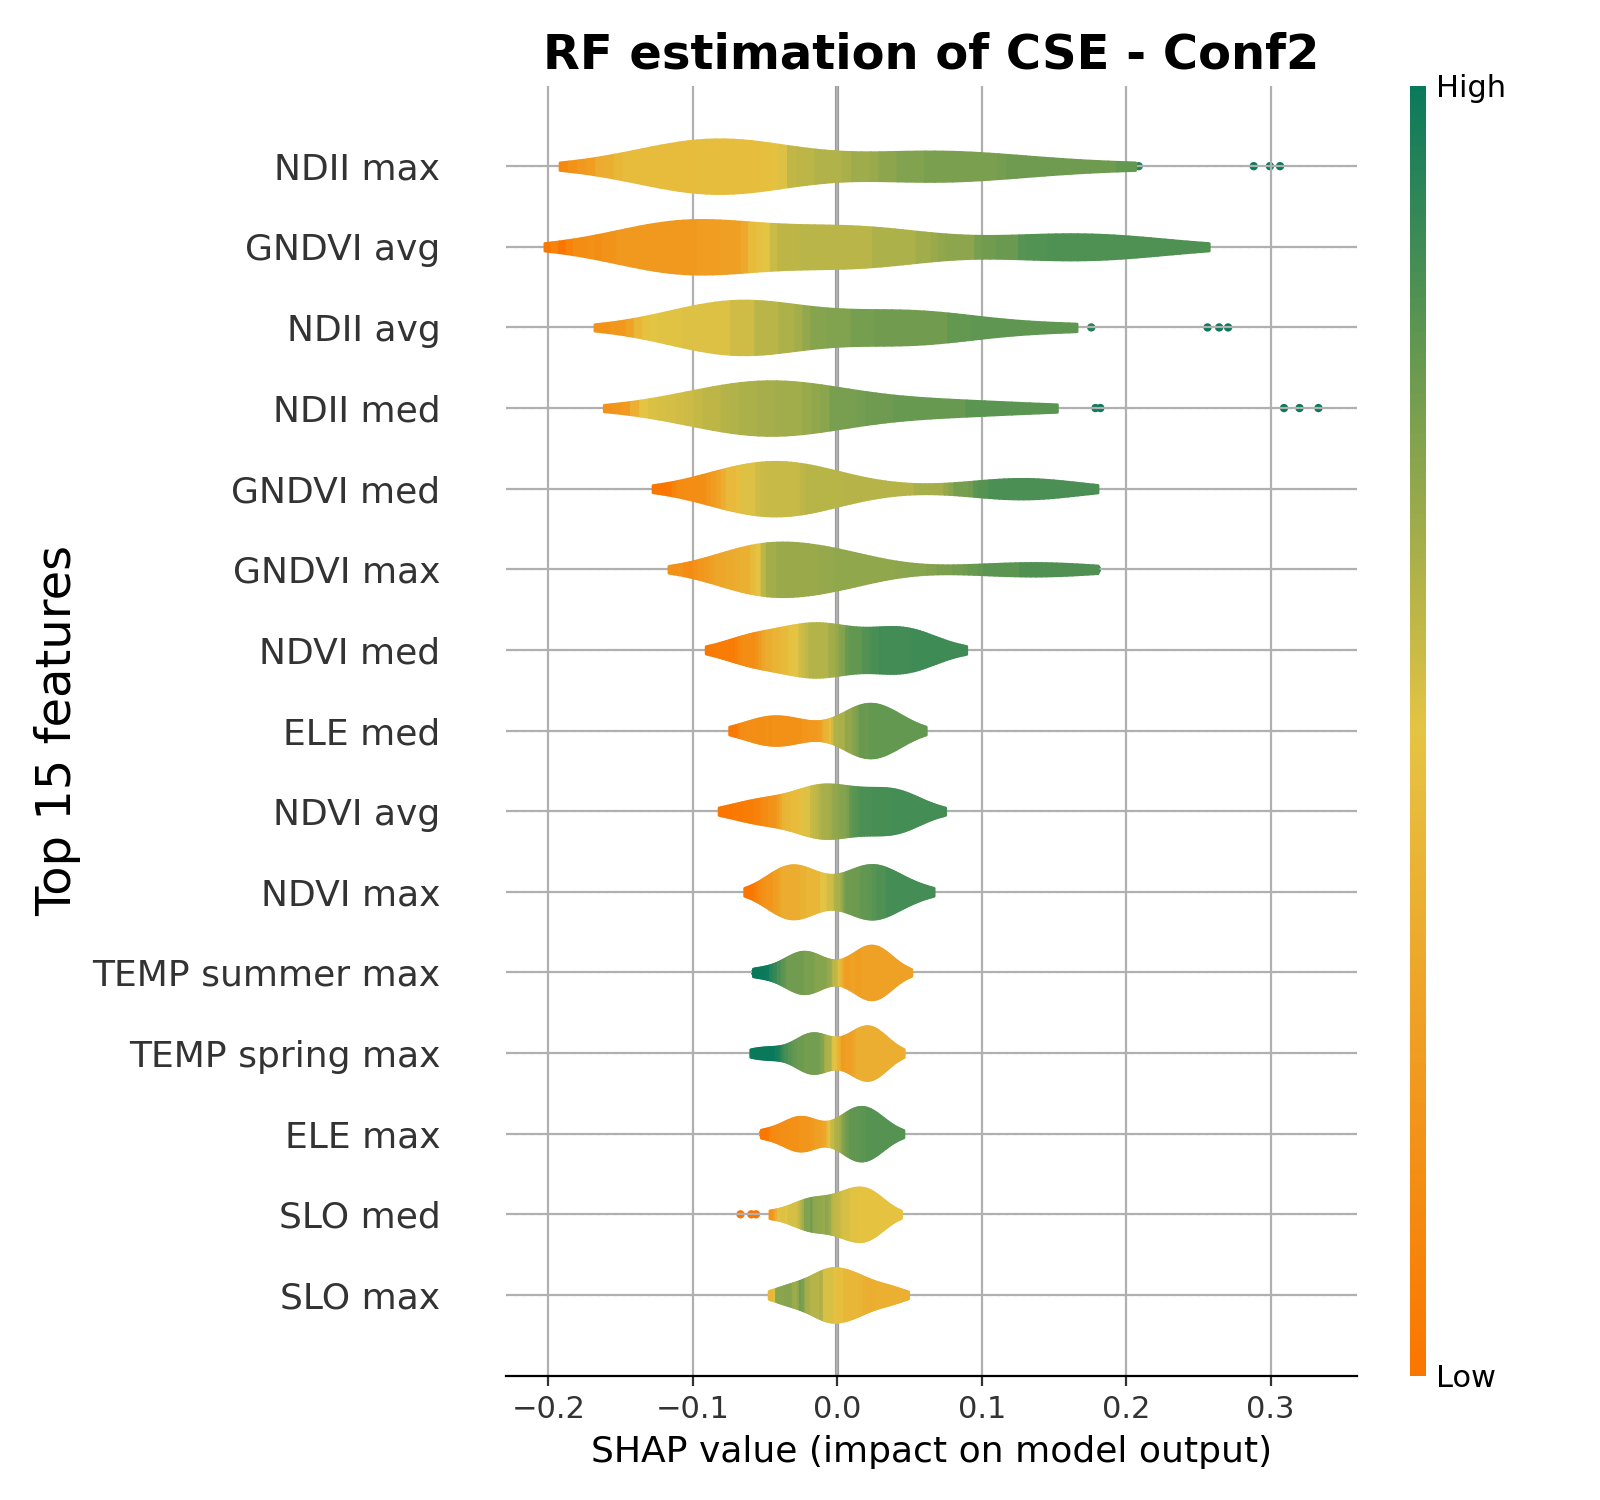 RF estimation of CSE - Conf2
High
NDII max
GNDVI avg
NDII avg
NDII med
GNDVI med
GNDVI max
NDVI med
ELE med
NDVI avg
NDVI max
TEMP summer max
TEMP spring max
ELE max
SLO med
SLO max
Top 15 features
Low
−0.2 −0.1 0.0 0.1 0.2 0.3
SHAP value (impact on model output)